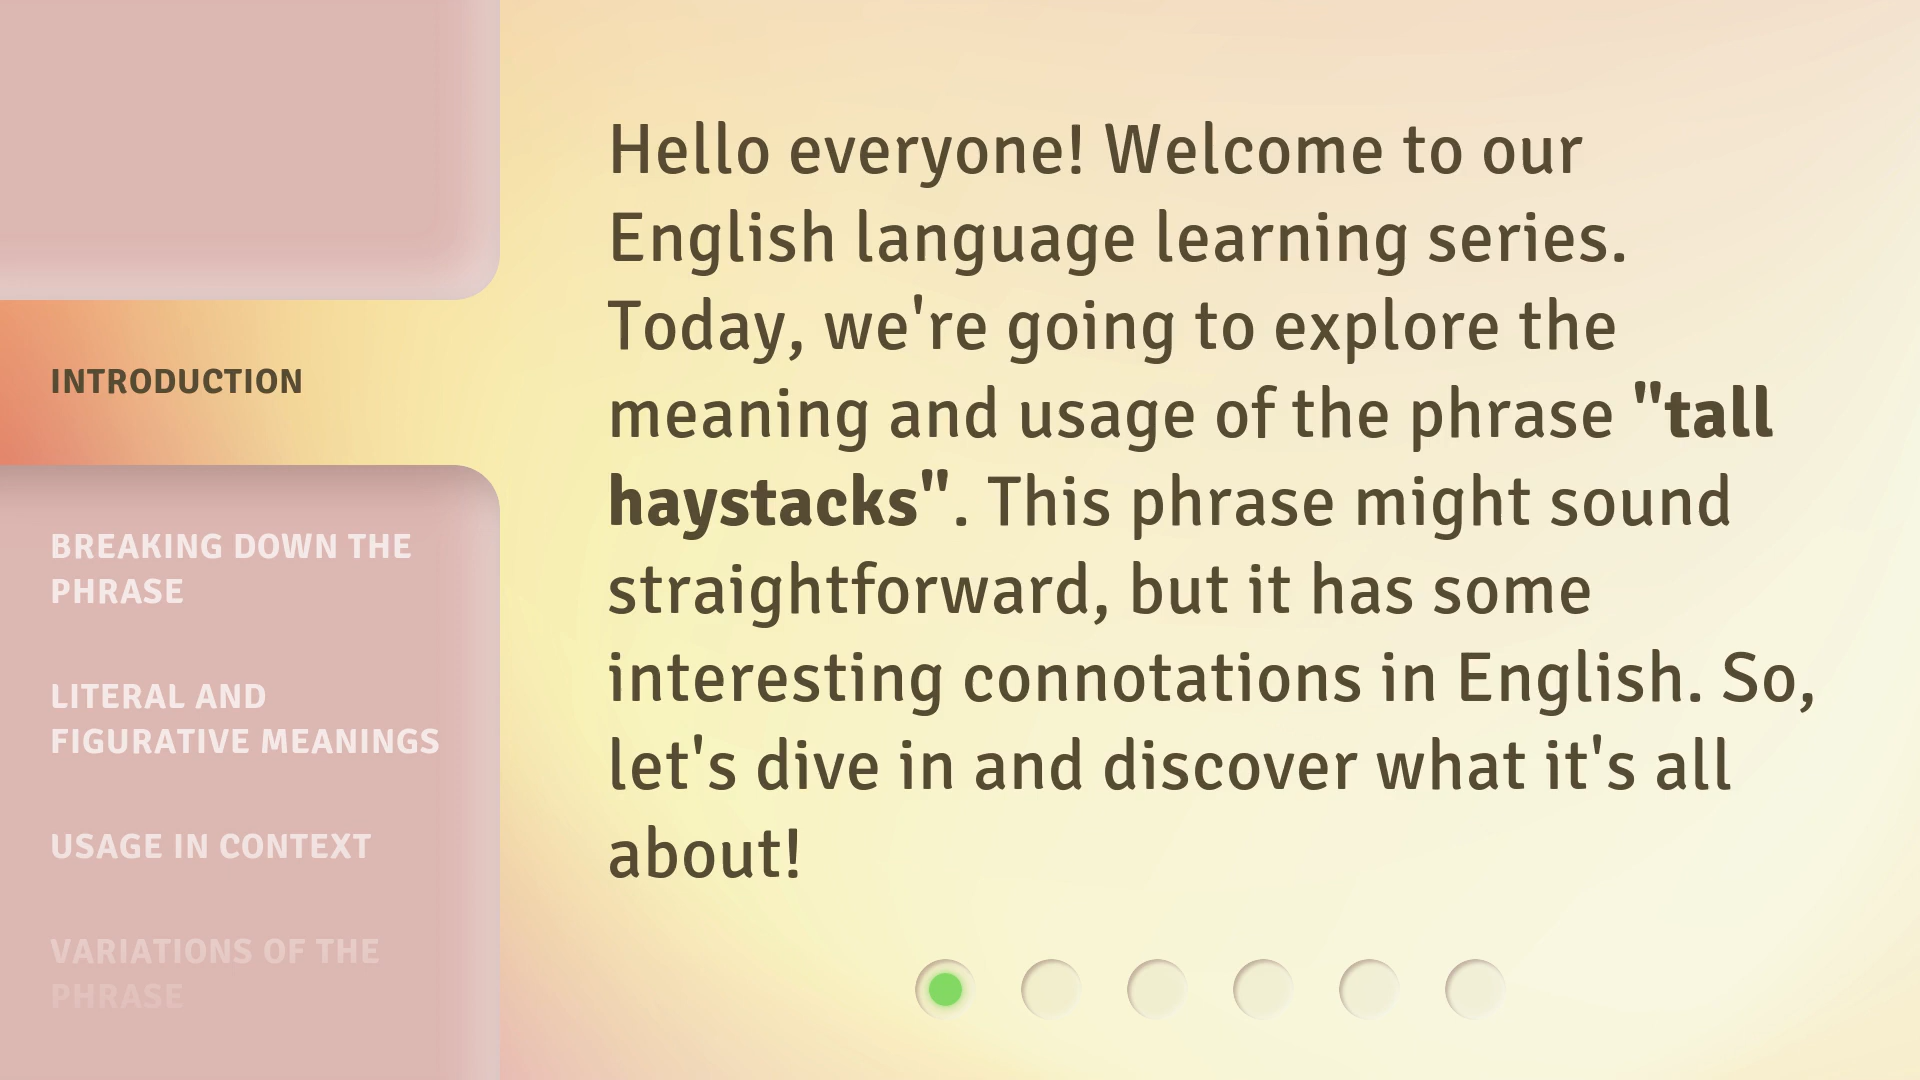 INTRODUCTION
BREAKING DOWN THE
PHRASE
LITERAL AND
FIGURATIVE MEANINGS
USAGE IN CONTEXT
VARIATIONS OF THE
PHRASE
Hello everyone! Welcome to our
English language learning series.
Today, we're going to explore the
meaning and usage of the phrase "tall
haystacks". This phrase might sound
straightforward, but it has some
interesting connotations in English. So,
let's dive in and discover what it's all
about!